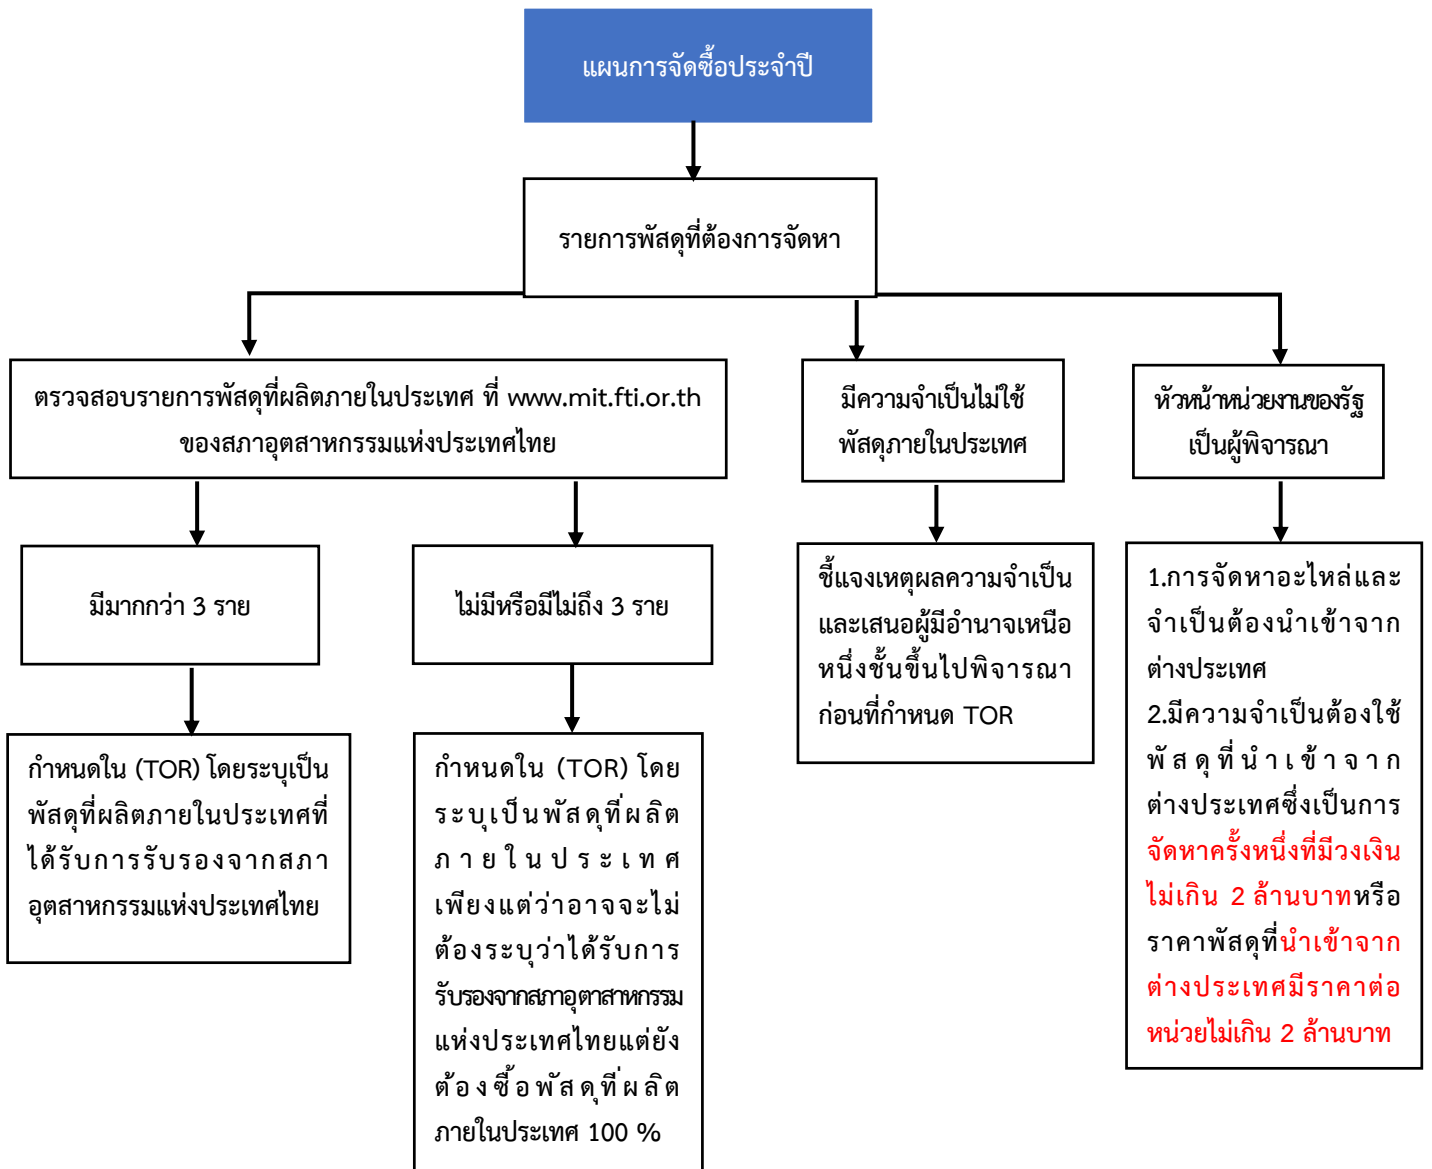 แผนการจัดซื้อประจำปี
รายการพัสดุที่ต้องการจัดหา
ตรวจสอบรายการพัสดุที่ผลิตภายในประเทศ ที่ www.mit.fti.or.th
ของสภาอุตสาหกรรมแห่งประเทศไทย
มีความจำเป็นไม่ใช้
พัสดุภายในประเทศ
หัวหน้าหน่วยงานของรัฐ
เป็นผู้พิจารณา
มีมากกว่า 3 ราย
ไม่มีหรือมีไม่ถึง 3 ราย
ชี้แจงเหตุผลความจำเป็น
และเสนอผู้มีอำนาจเหนือ
หนึ่งชั้นขึ้นไปพิจารณา
ก่อนที่กำหนด TOR
1.การจัดหาอะไหล่และ
จำเป็นต้องนำเข้าจาก
ต่างประเทศ
2.มีความจำเป็นต้องใช้
พัสดุที่นำเข้าจาก
ต่างประเทศซึ่งเป็นการ
จัดหาครั้งหนึ่งที่มีวงเงิน
ไม่เกิน 2 ล้านบาทหรือ
ราคาพัสดุที่นำเข้าจาก
ต่างประเทศมีราคาต่อ
หน่วยไม่เกิน 2 ล้านบาท
กำหนดใน (TOR) โดยระบุเป็น
พัสดุที่ผลิตภายในประเทศที่
ได้รับการรับรองจากสภา
อุตสาหกรรมแห่งประเทศไทย
กำหนดใน (TOR) โดย
ระบุเป็นพัสดุที่ผลิต
ภายในประเทศ
เพียงแต่ว่าอาจจะไม่
ต้องระบุว่าได้รับการ
รับรองจากสภาอุตาสาหกรรม
แห่งประเทศไทยแต่ยัง
ต้องซื้อพัสดุที่ผลิต
ภายในประเทศ 100 %